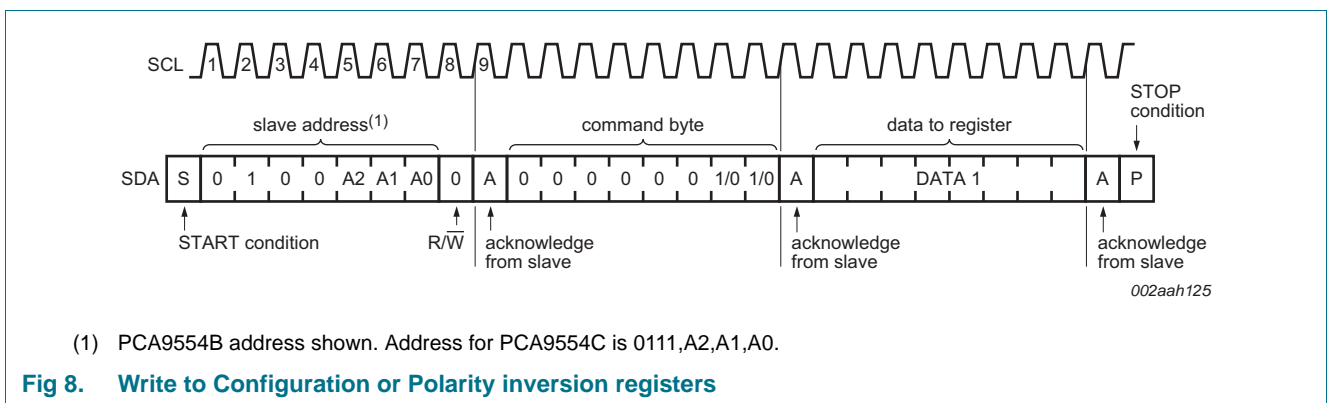 SCL 1 2 3 4 5 6 7 8 9
STOP
condition
slave address(1) command byte data to register
SDA S 0 1 0 0 A2 A1 A0 0 A 0 0 0 0 0 0 1/0 1/0 A DATA 1 A P
START condition R/W acknowledge acknowledge acknowledge
from slave from slave from slave
002aah125
(1) PCA9554B address shown. Address for PCA9554C is 0111,A2,A1,A0.
Fig 8. Write to Configuration or Polarity inversion registers